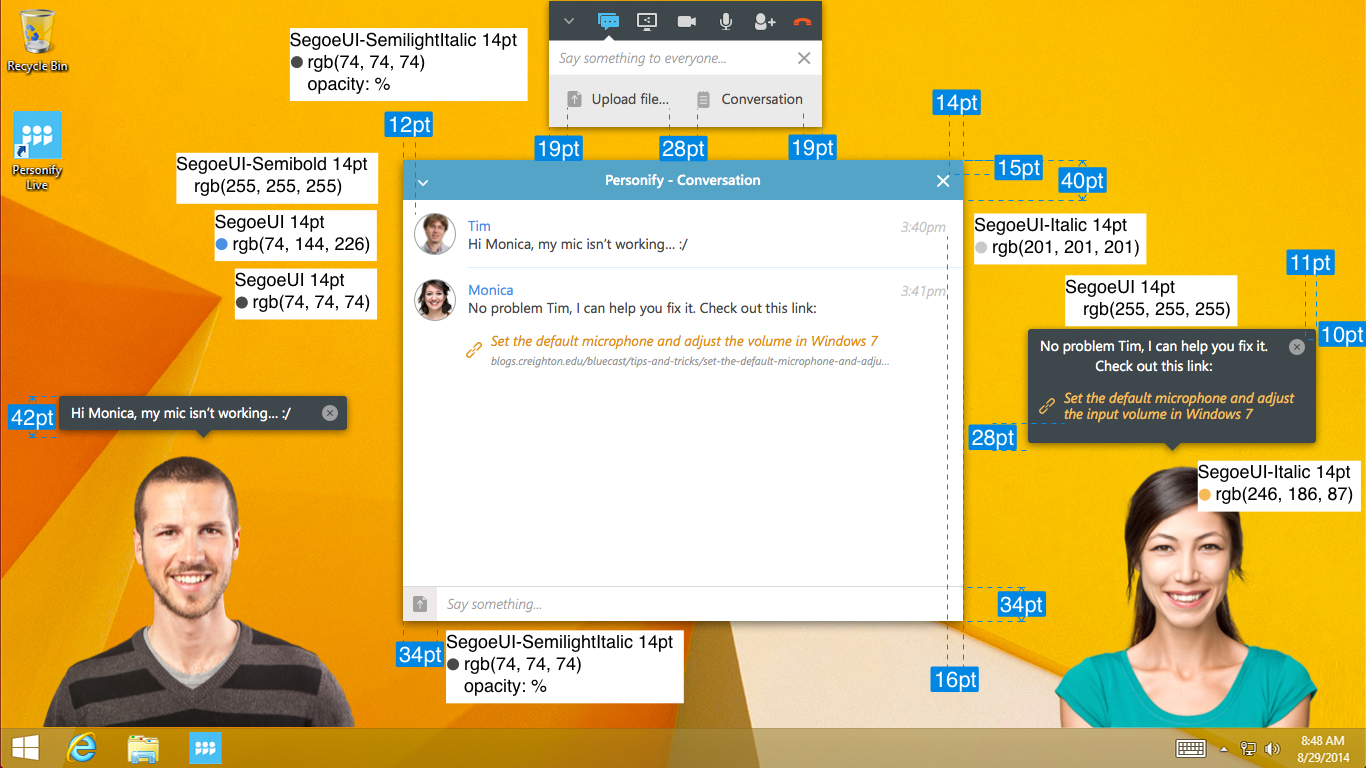 Recycle Bin
Personify
Live
SegoeUI-SemilightItalic 14pt
rgb(74, 74, 74)
opacity: %
Say something to everyone...
Upload file...
Conversation
12pt
19pt
28pt
19pt
14pt
15pt
40pt
SegoeUI-Semibold 14pt
rgb(255, 255, 255)
SegoeUI 14pt
rgb(74, 144, 226)
SegoeUI 14pt
rgb(74, 74, 74)
Personify - Conversation
Tim
3:40pm
Hi Monica, my mic isn't working... :/
Monica
3:41pm
No problem Tim, I can help you fix it. Check out this link:
Set the default microphone and adjust the volume in Windows 7
blogs.creighton.edu/bluecast/tips-and-tricks/set-the-default-microphone-and-adju...
SegoeUI-Italic 14pt
rgb(201, 201, 201)
11pt
SegoeUI 14pt
rgb(255, 255, 255)
10pt
No problem Tim, I can help you fix it.
Check out this link:
Set the default microphone and adjust
the input volume in Windows 7
42pt
Hi Monica, my mic isn't working... :/
28pt
SegoeUI-Italic 14pt
rgb(246, 186, 87)
Say something...
34pt
34pt
SegoeUI-SemilightItalic 14pt
rgb(74, 74, 74)
opacity: %
16pt
8:48 AM
8/29/2014